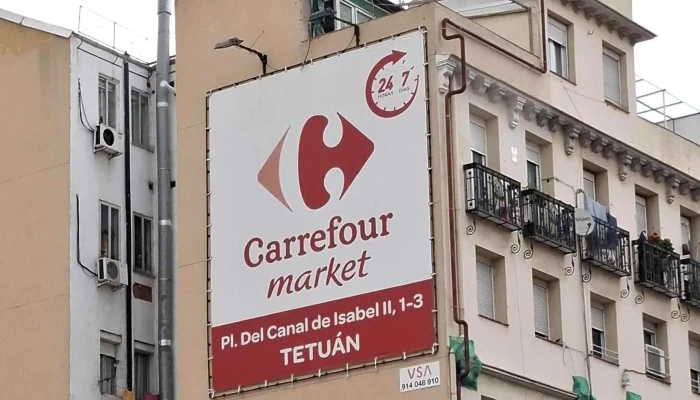 24 7
HORAS DÍAS
Carrefour
market
Pl. Del Canal de Isabel II, 1-3
TETUÁN
VSA
914 048 910